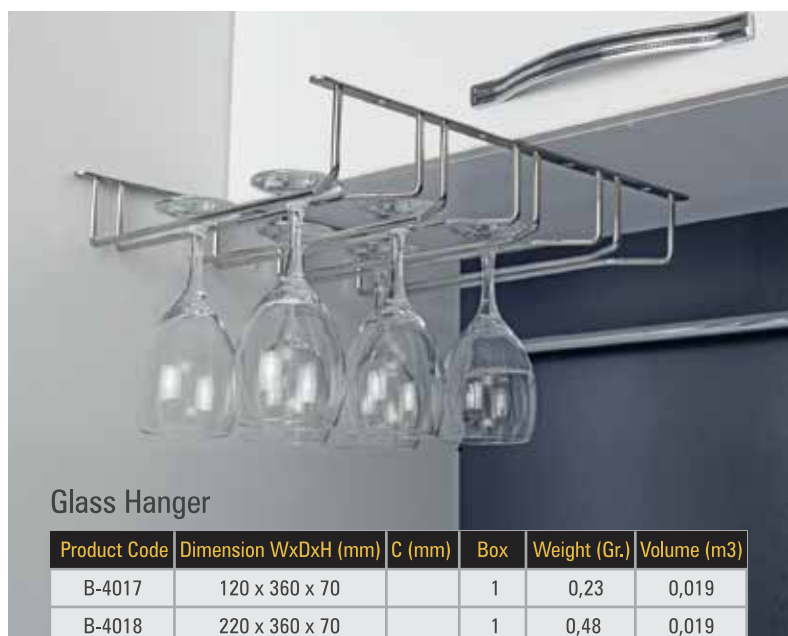 Glass Hanger
Product Code Dimension WxDxH (mm) C (mm) Box Weight (Gr.) Volume (m3)
B-4017 120 x 360 x 70 1 0,23 0,019
B-4018 220 x 360 x 70 1 0,48 0,019